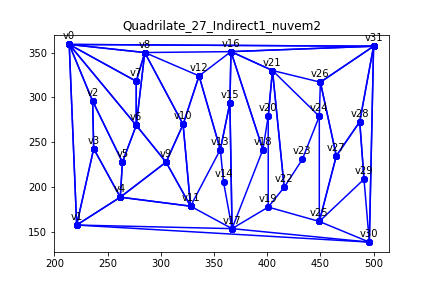 Quadrilate_27_Indirect1_nuvem2
350
300
250
200
150
200
250
300
350
400
450
500
v0
v1
v2
v3
v4
v5
v6
v7
v8
v9
v10
v11
v12
v13
v14
v15
v16
v17
v18
v19
v20
v21
v22
v23
v24
v25
v26
v27
v28
v29
v30
v31